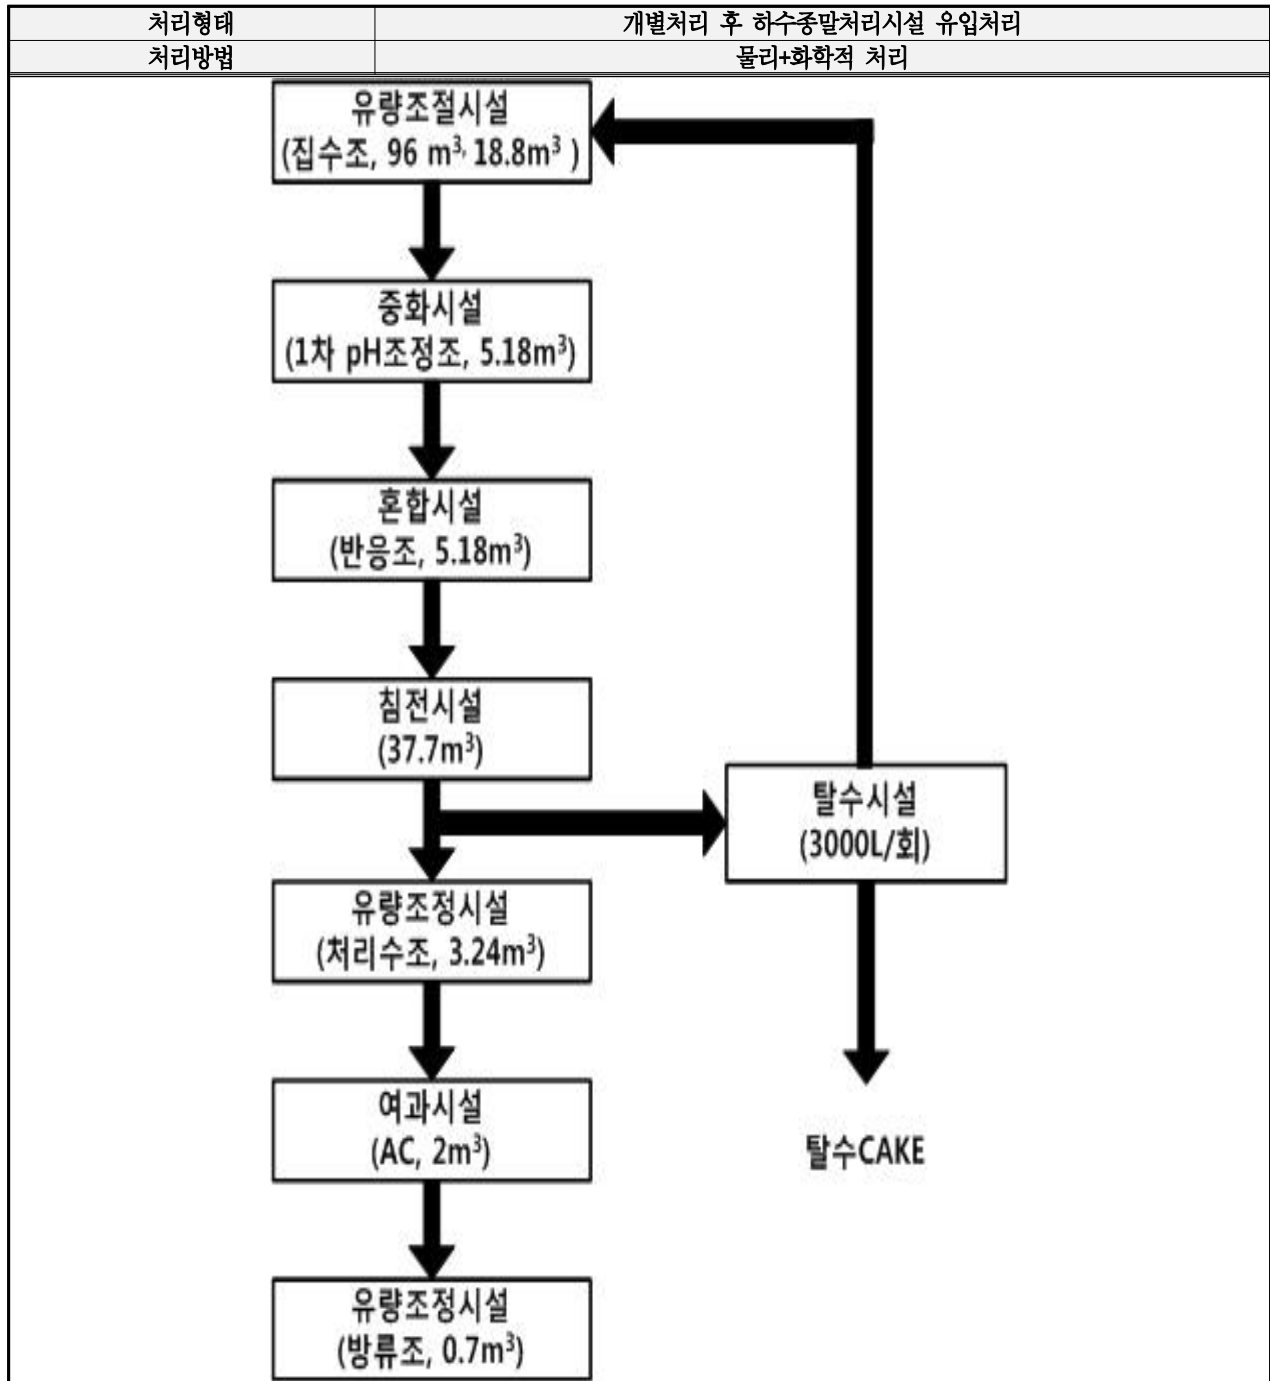 처리형태 개별처리 후 하수종말처리시설 유입처리
처리방법 물리+화학적 처리
유량조절시설
(집수조, 96 m³, 18.8m³ )
중화시설
(1차 pH조정조, 5.18m³)
혼합시설
(반응조, 5.18m³)
침전시설
(37.7m³)
탈수시설
(3000L/회)
유량조정시설
(처리수조, 3.24m³)
여과시설
(AC, 2m³)
탈수CAKE
유량조정시설
(방류조, 0.7m³)